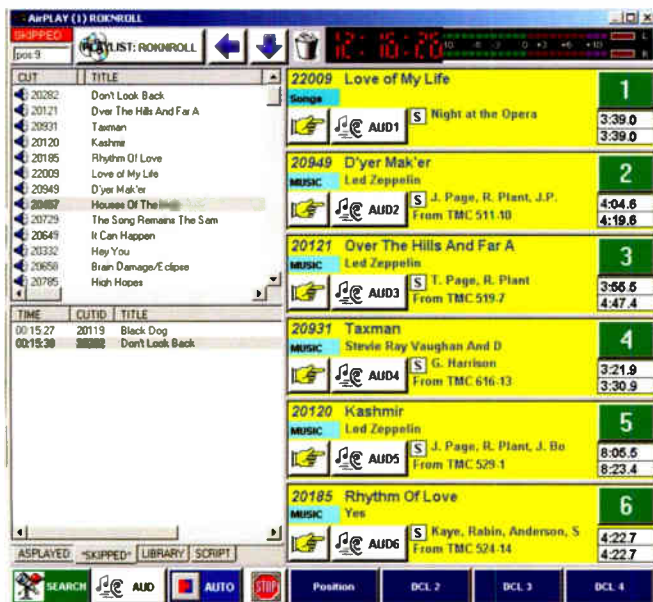 AirPLAY (1) ROKNROLL
SKIPPED
pos 9
PLAYLIST: ROKNROLL
12-16-26
CUT TITLE
20282 Don't Look Back
20121 Over The Hills And Far A
20931 Taxman
20120 Kashmir
20185 Rhythm Of Love
22009 Love of My Life
20949 D'yer Mak'er
Houses Of The
20729 The Song Remains The Sam
20649 It Can Happen
20332 Hey You
20650 Brain Damage/Eclipse
20785 High Hopes
TIME CUTID TITLE
00:15:27 20119 Black Dog
00:15:38 20282 Don't Look Back
ASPLAYED "SKIPPED" LIBRARY SCRIPT
SEARCH AUD AUTO STOP Position DCL 2 DCL 3 DCL 4
22009 Love of My Life 1
Songs
AUD1 S Night at the Opera
3:39.0
3:39.0
20949 D'yer Mak'er 2
MUSIC Led Zeppelin
AUD2 S J. Page, R. Plant, J.P.
From TMC 511-10
4:04.6
4:19.6
20121 Over The Hills And Far A 3
MUSIC Led Zeppelin
AUD3 S T. Page, R. Plant
From TMC 519-7
3:56.5
4:47.4
20931 Taxman 4
MUSIC Stevie Ray Vaughan And D
AUD4 S G. Harrison
From TMC 616-13
3:21.9
3:30.9
20120 Kashmir 5
MUSIC Led Zeppelin
AUD5 S J. Page, R. Plant, J. Bo
From TMC 529-1
8:05.5
8:23.4
20185 Rhythm Of Love 6
MUSIC Yes
AUD6 S Kaye, Rabin, Anderson, S
From TMC 524-14
4:22.7
4:22.7